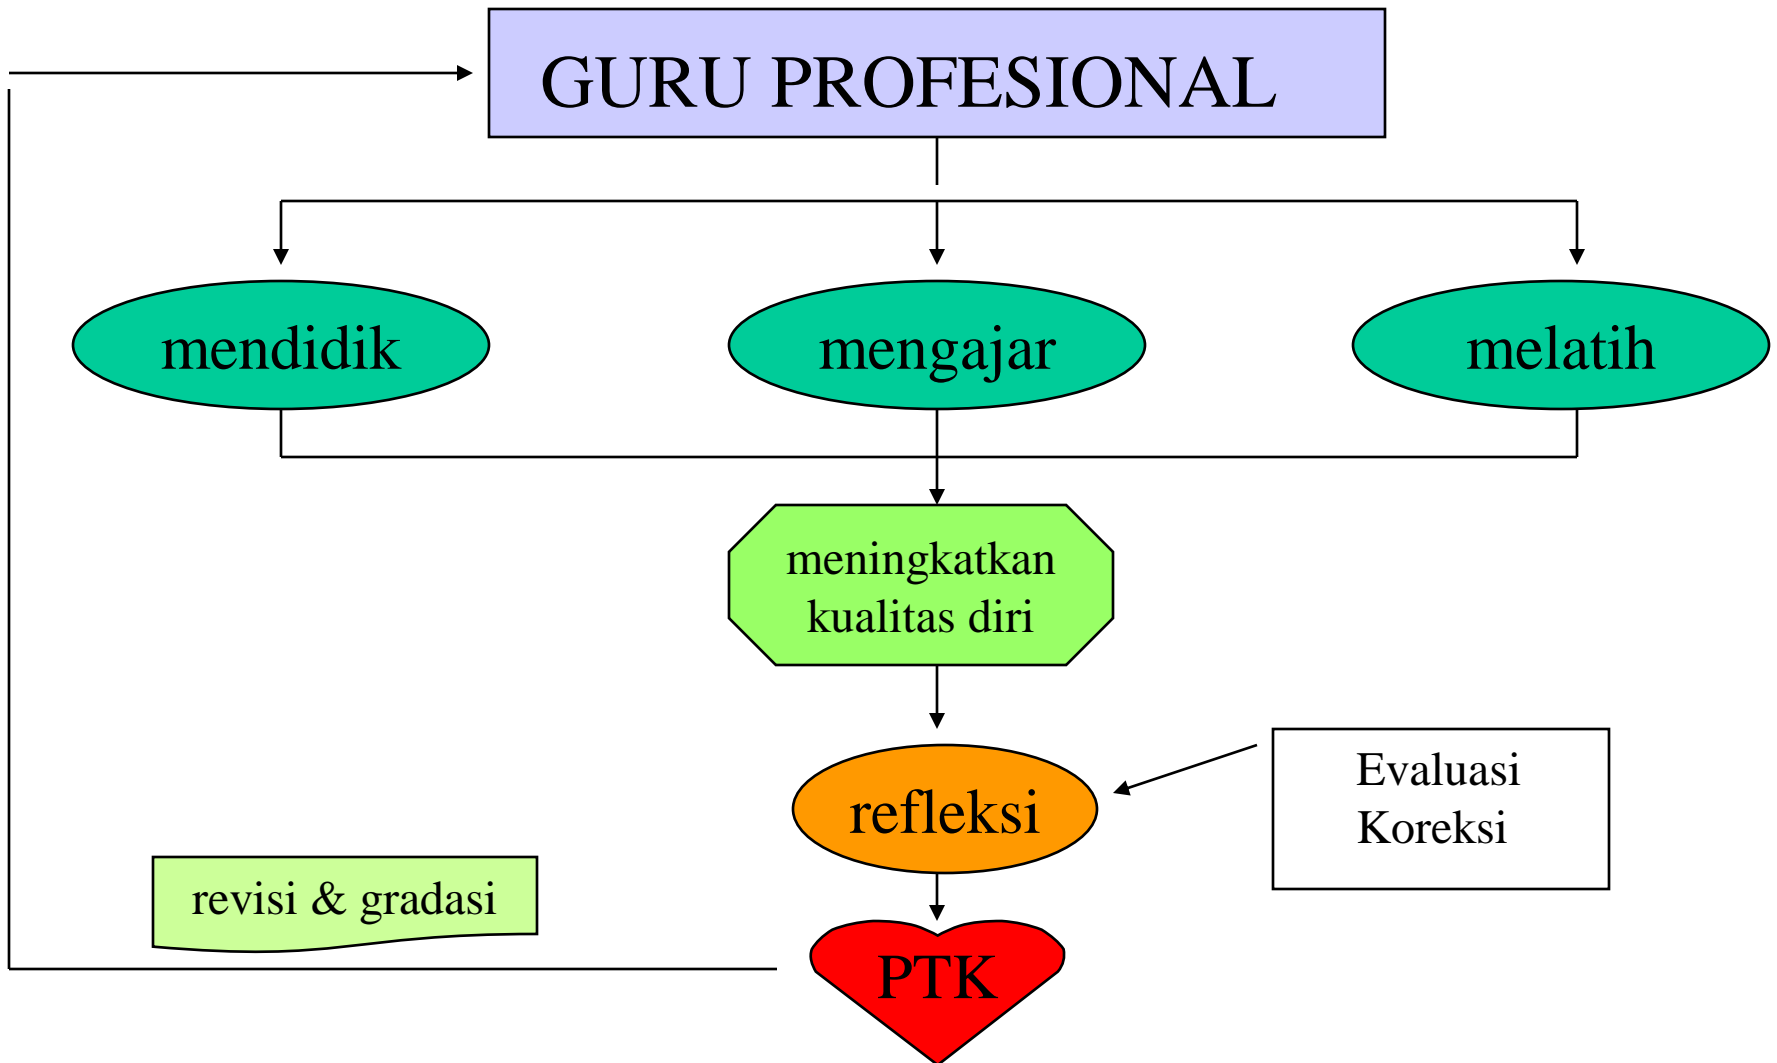 GURU PROFESIONAL
mendidik
mengajar
melatih
meningkatkan
kualitas diri
refleksi
Evaluasi
Koreksi
revisi & gradasi
PTK